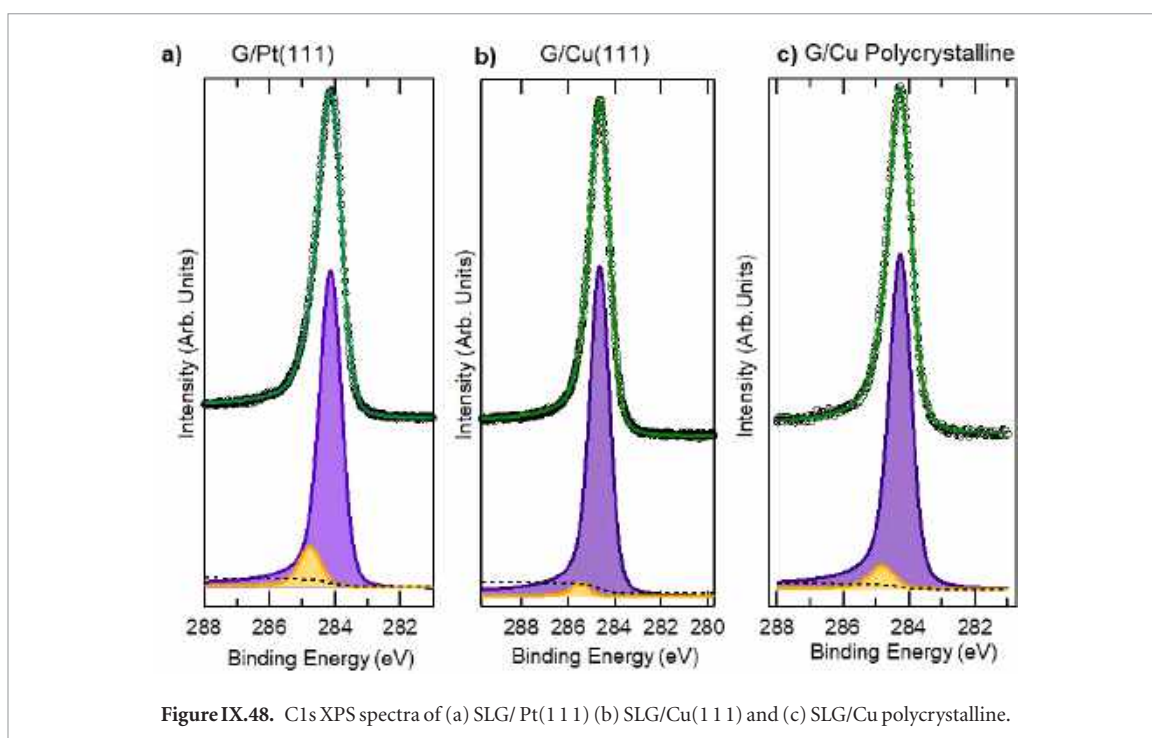 a) G/Pt(111)
b) G/Cu(111)
c) G/Cu Polycrystalline
Intensity (Arb. Units)
Intensity (Arb. Units)
Intensity (Arb. Units)
288 286 284 282
288 286 284 282 280
288 286 284 282
Binding Energy (eV)
Binding Energy (eV)
Binding Energy (eV)
Figure IX.48. C1s XPS spectra of (a) SLG/ Pt(1 1 1) (b) SLG/Cu(1 1 1) and (c) SLG/Cu polycrystalline.